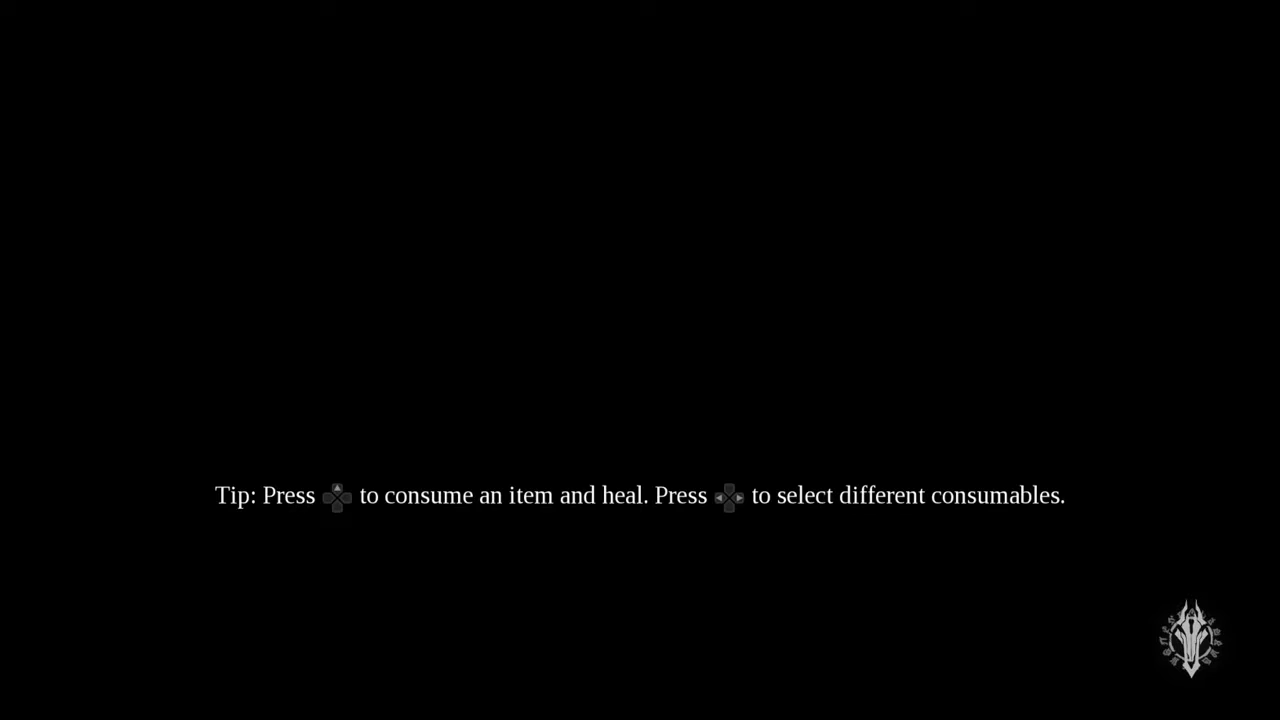 Tip: Press to consume an item and heal. Press to select different consumables.